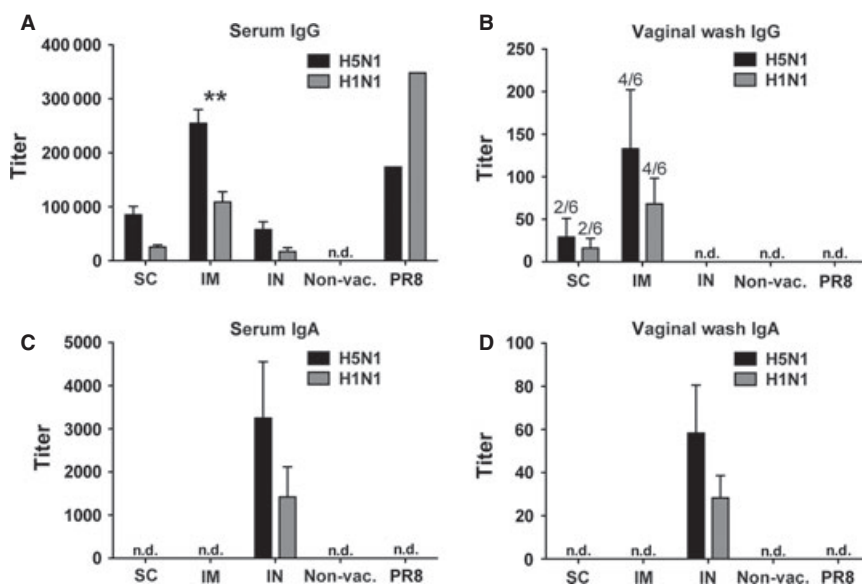 A
Serum IgG
400 000
300 000
200 000
100 000
0
Titer
H5N1
H1N1
**
n.d.
SC IM IN Non-vac. PR8
B
Vaginal wash IgG
250
200
150
100
50
0
Titer
H5N1
H1N1
2/6 2/6 4/6 4/6
n.d. n.d. n.d.
SC IM IN Non-vac. PR8
C
Serum IgA
5000
4000
3000
2000
1000
0
Titer
H5N1
H1N1
n.d. n.d. n.d. n.d.
SC IM IN Non-vac. PR8
D
Vaginal wash IgA
100
80
60
40
20
0
Titer
H5N1
H1N1
n.d. n.d. n.d. n.d.
SC IM IN Non-vac. PR8